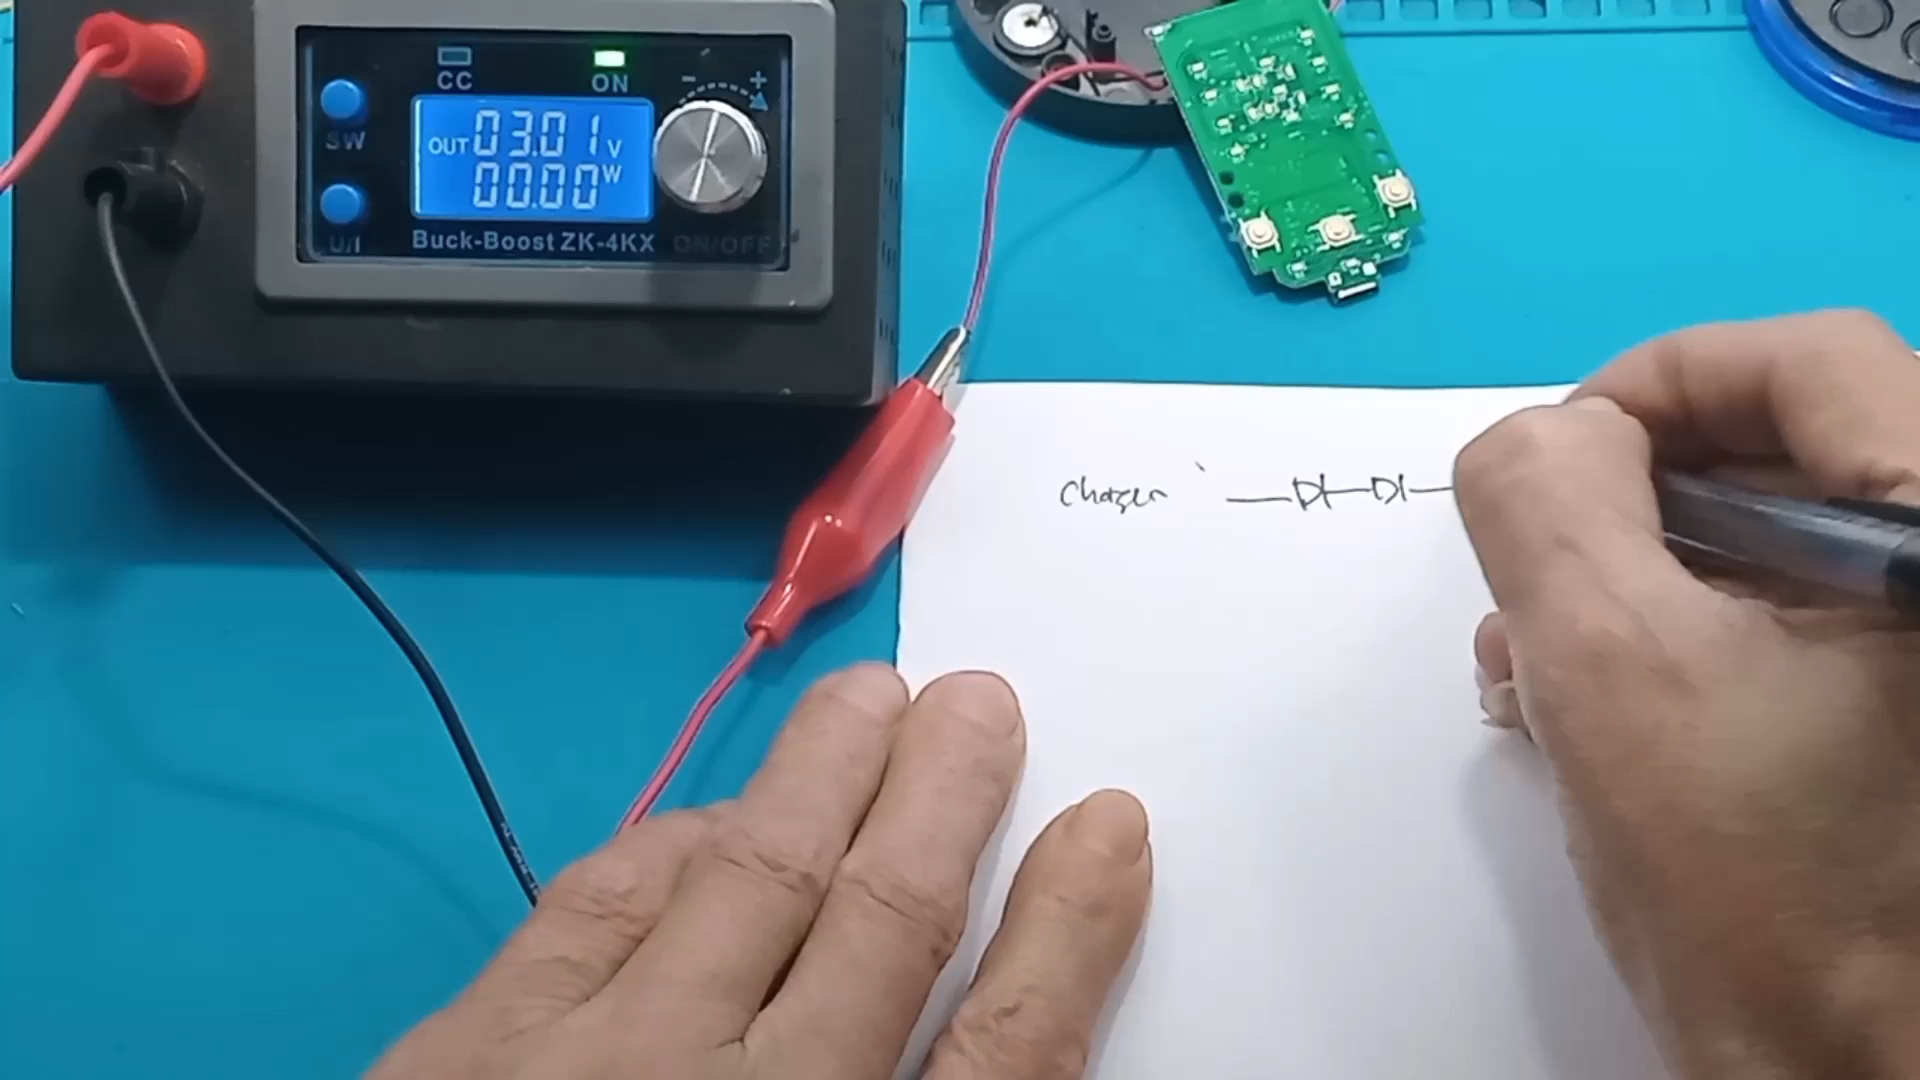 CC
ON
SW
OUT 03.01 V
00.00 W
U/I
Buck-Boost ZK-4KX
ON/OFF
- +
Chager